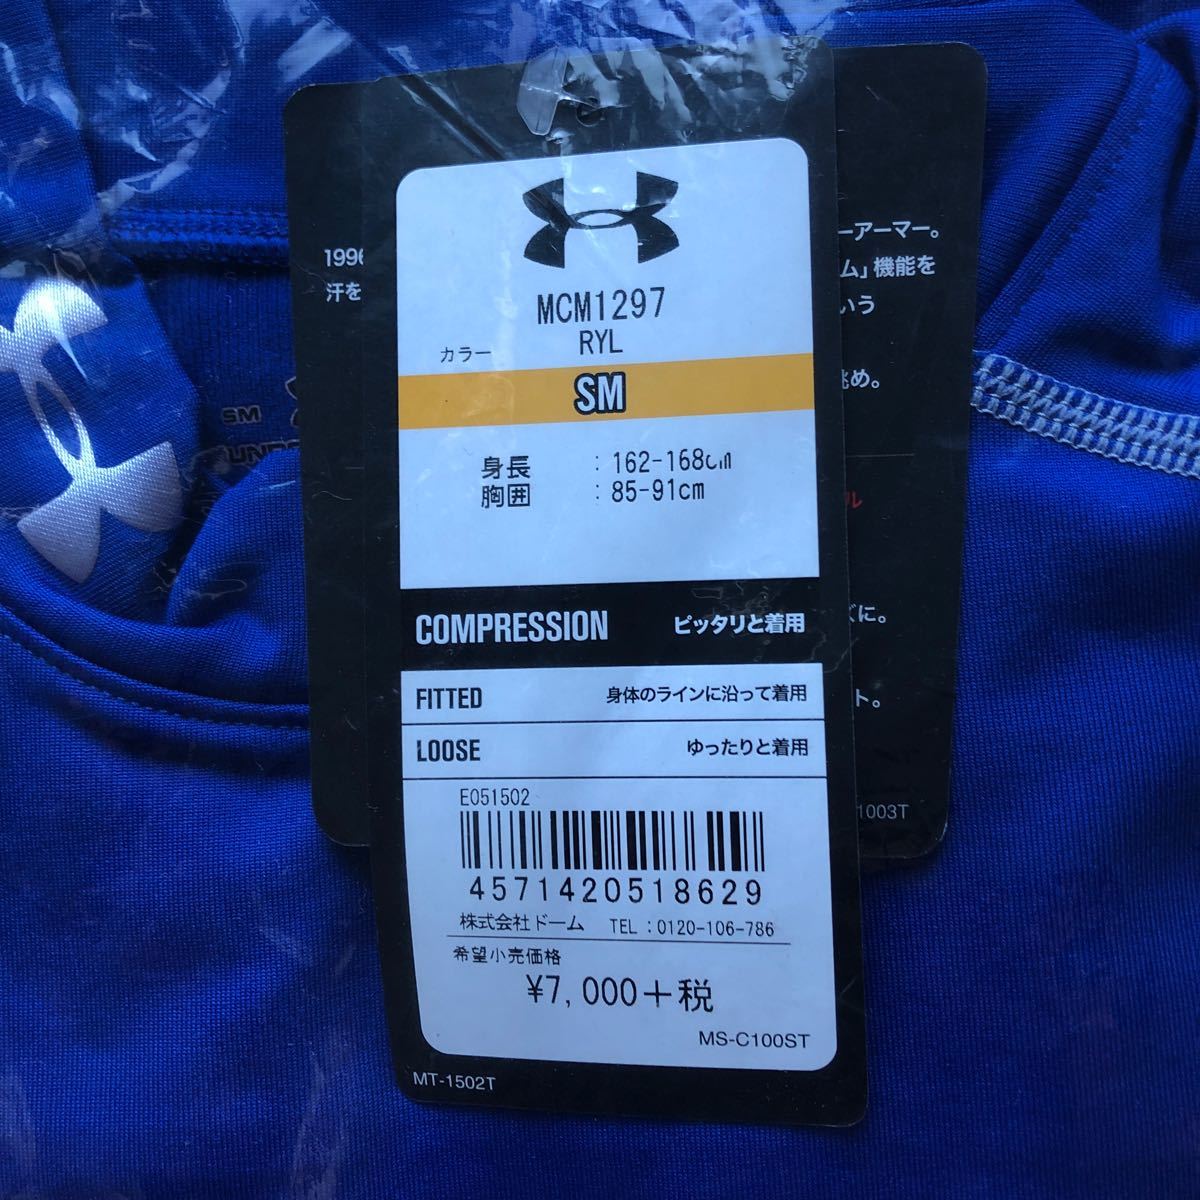 MCM1297
カラー RYL
SM
身長 : 162-168cm
胸囲 : 85-91cm
COMPRESSION ピッタリと着用
FITTED 身体のラインに沿って着用
LOOSE ゆったりと着用
E051502
4571420518629
株式会社ドーム TEL:0120-106-786
希望小売価格
¥7,000+税
MS-C100ST
MT-1502T
1996
汗を
ーアーマー。
ム」機能を
いう
め。
ル
に。
ト。
1003T
SM